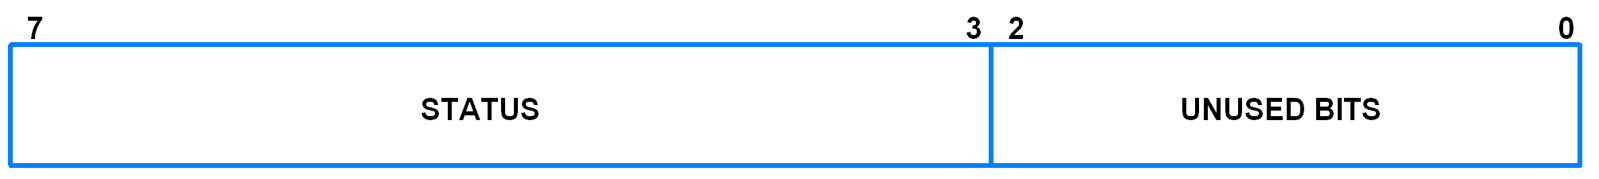 7 3 2 0
STATUS UNUSED BITS